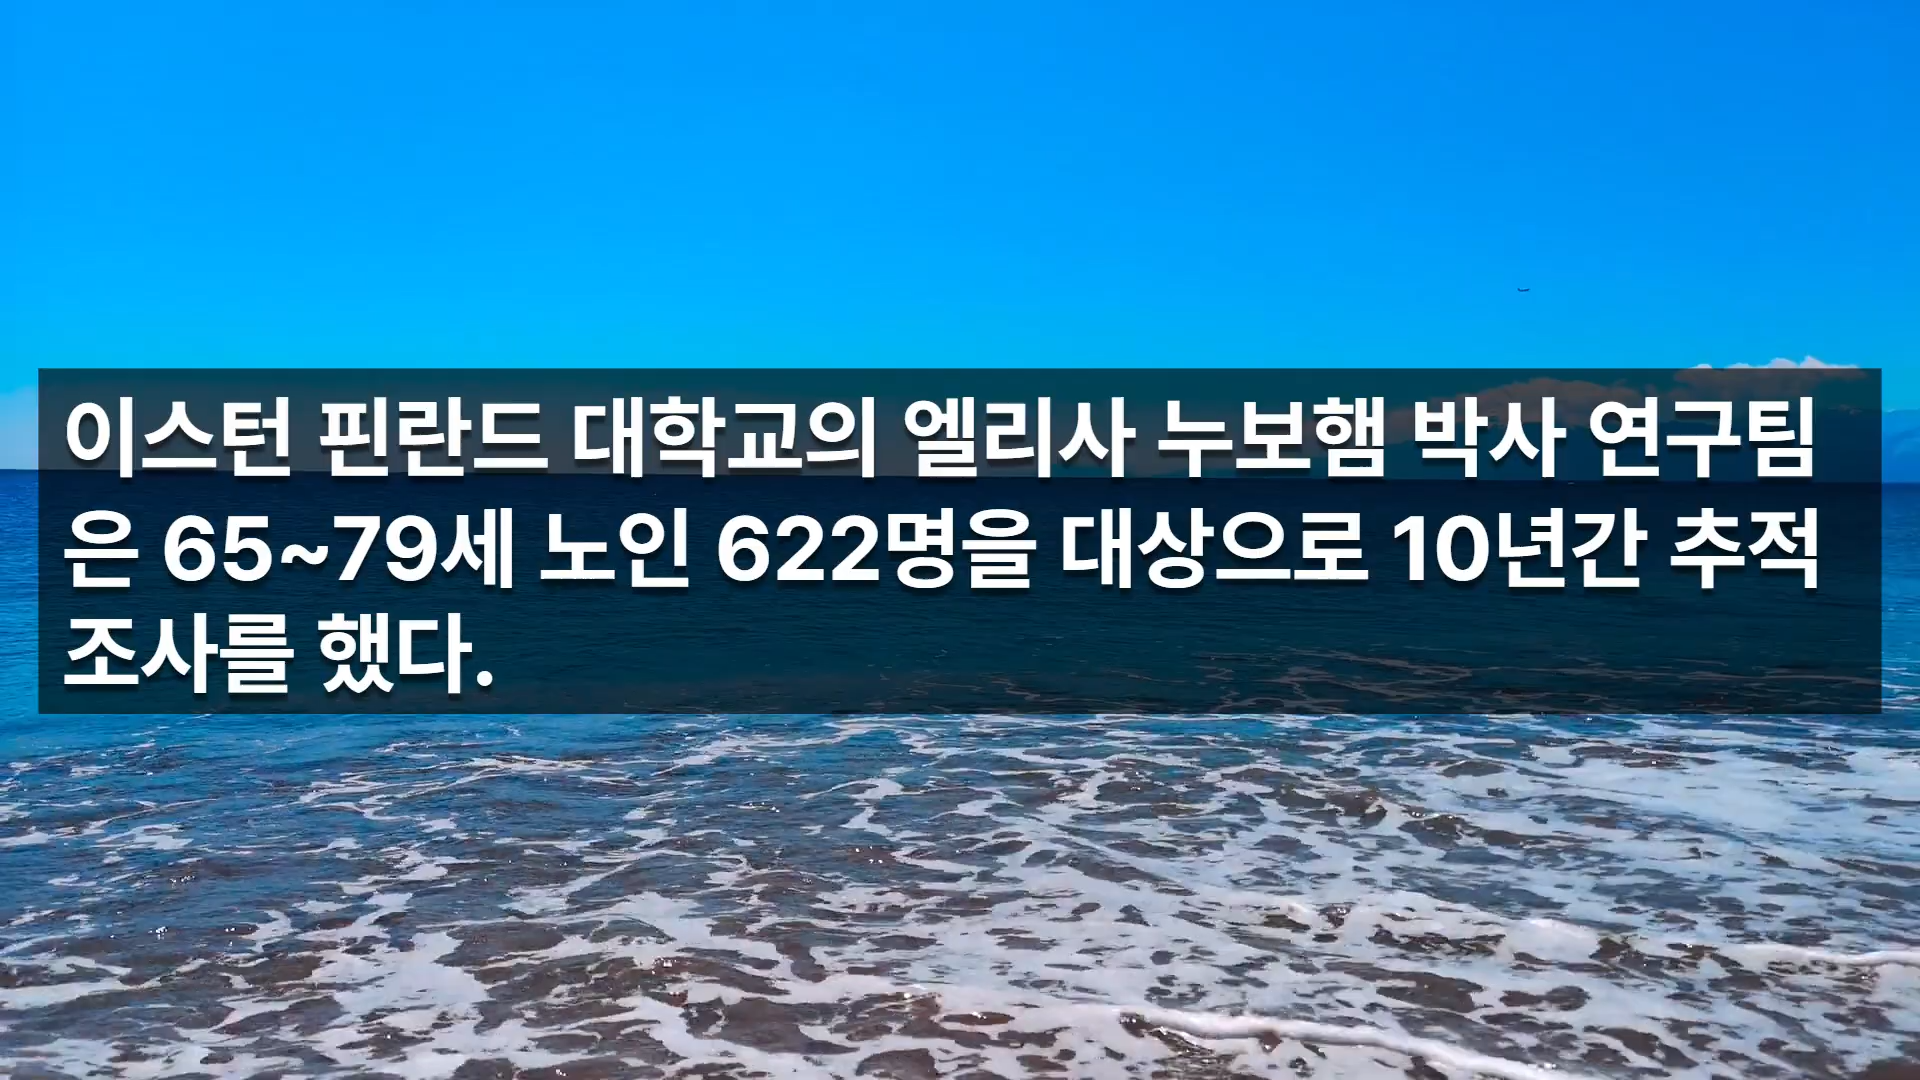 이스턴 핀란드 대학교의 엘리사 누보햄 박사 연구팀
은 65~79세 노인 622명을 대상으로 10년간 추적
조사를 했다.